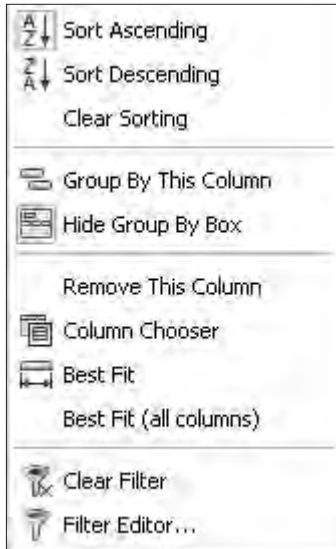 Sort Ascending
Sort Descending
Clear Sorting
Group By This Column
Hide Group By Box
Remove This Column
Column Chooser
Best Fit
Best Fit (all columns)
Clear Filter
Filter Editor...